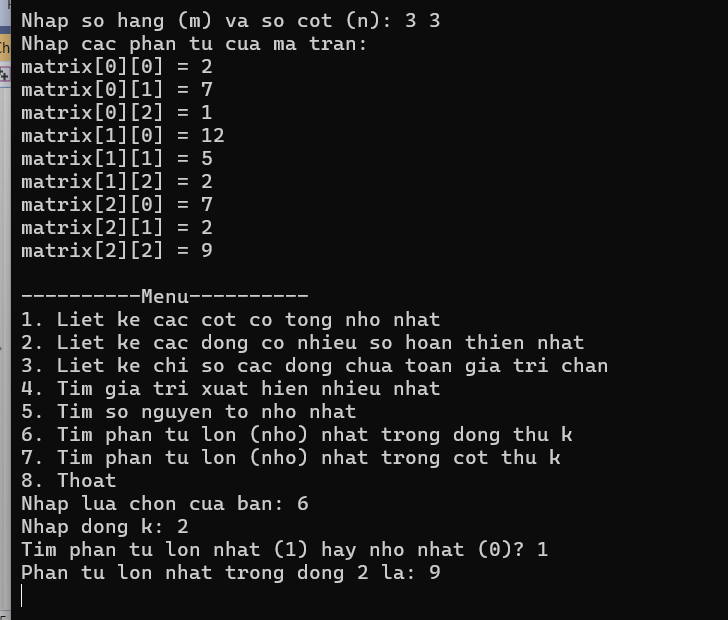 Nhap so hang (m) va so cot (n): 3 3
Nhap cac phan tu cua ma tran:
matrix[0][0] = 2
matrix[0][1] = 7
matrix[0][2] = 1
matrix[1][0] = 12
matrix[1][1] = 5
matrix[1][2] = 2
matrix[2][0] = 7
matrix[2][1] = 2
matrix[2][2] = 9
----------Menu----------
1. Liet ke cac cot co tong nho nhat
2. Liet ke cac dong co nhieu so hoan thien nhat
3. Liet ke chi so cac dong chua toan gia tri chan
4. Tim gia tri xuat hien nhieu nhat
5. Tim so nguyen to nho nhat
6. Tim phan tu lon (nho) nhat trong dong thu k
7. Tim phan tu lon (nho) nhat trong cot thu k
8. Thoat
Nhap lua chon cua ban: 6
Nhap dong k: 2
Tim phan tu lon nhat (1) hay nho nhat (0)? 1
Phan tu lon nhat trong dong 2 la: 9